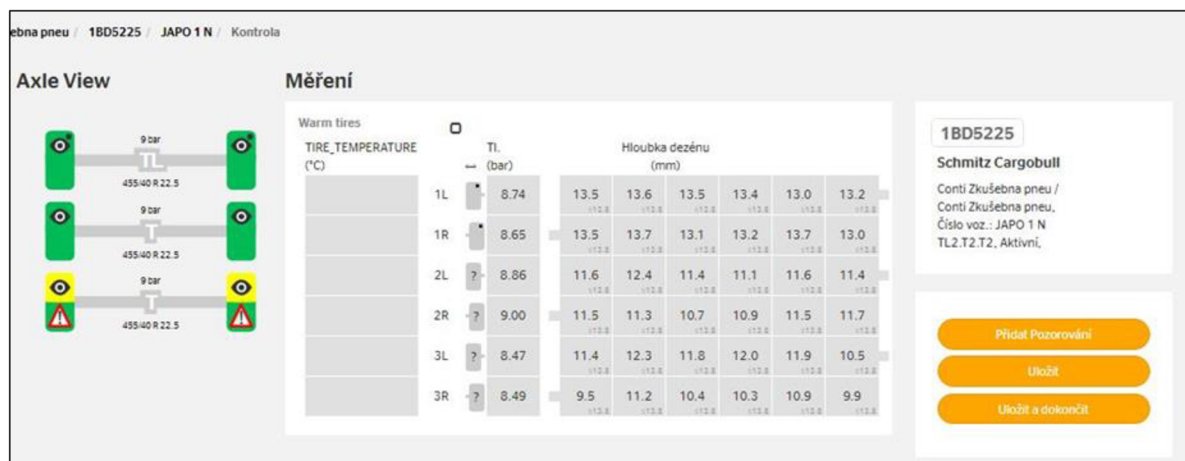 ebna pneu / 1BD5225 / JAPO 1 N / Kontrola
Axle View
9 bar
TL
455/40 R 22.5
9 bar
T
455/40 R 22.5
9 bar
T
455/40 R 22.5
Měření
Warm tires
TIRE_TEMPERATURE
(°C)
TI.
(bar)
Hloubka dezénu
(mm)
1L 8.74 13.5 13.6 13.5 13.4 13.0 13.2
1R 8.65 13.5 13.7 13.1 13.2 13.7 13.0
2L ? 8.86 11.6 12.4 11.4 11.1 11.6 11.4
2R ? 9.00 11.5 11.3 10.7 10.9 11.5 11.7
3L ? 8.47 11.4 12.3 11.8 12.0 11.9 10.5
3R ? 8.49 9.5 11.2 10.4 10.3 10.9 9.9
1BD5225
Schmitz Cargobull
Conti Zkušebna pneu /
Conti Zkušebna pneu,
Číslo voz.: JAPO 1 N
TL2.T2.T2, Aktivní,
Přidat Pozorování
Uložit
Uložit a dokončit